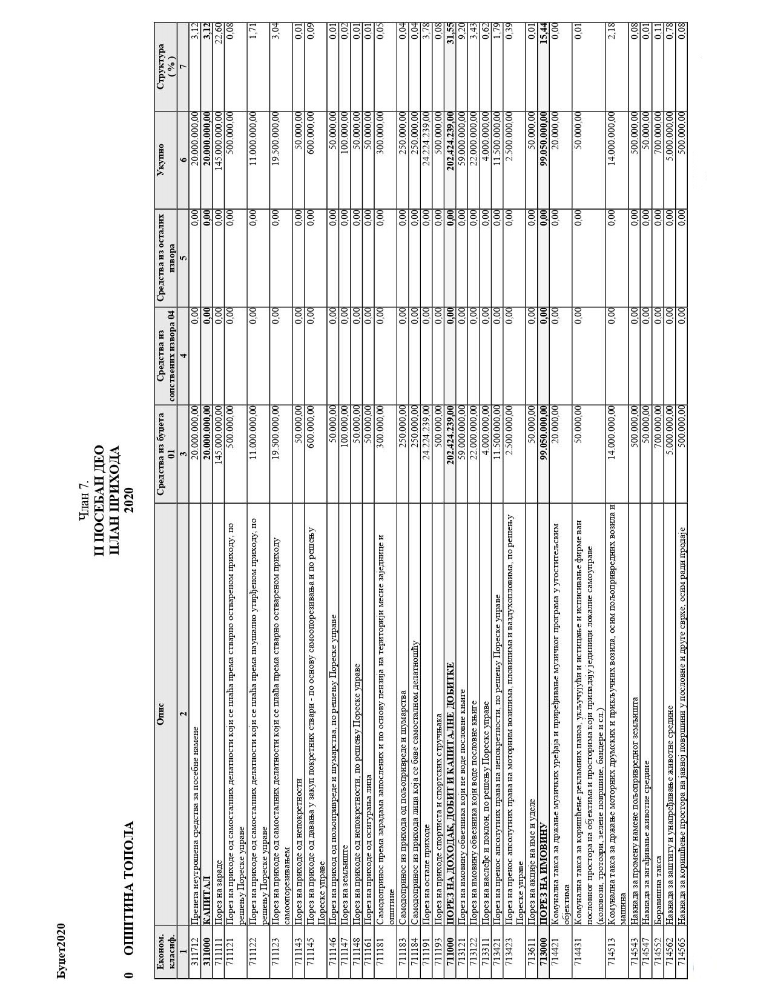 Буџет2020
Члан 7.
II ПОСЕБАН ДЕО
ПЛАН ПРИХОДА
0 ОПШТИНА ТОПОЛА 2020
Економ. класиф. Опис Средства из буџета 01 Средства из сопствених извора 04 Средства из осталих извора Укупно Структура ( % )
1 2 3 4 5 6 7
311712 Пренета неутрошена средства за посебне намене 20.000.000,00 0,00 0,00 20.000.000,00 3,12
311000 КАПИТАЛ 20.000.000,00 0,00 0,00 20.000.000,00 3,12
711111 Порез на зараде 145.000.000,00 0,00 0,00 145.000.000,00 22,60
711121 Порез на приходе од самосталних делатности који се плаћа према стварно оствареном приходу, по 500.000,00 0,00 0,00 500.000,00 0,08
решењу Пореске управе
711122 Порез на приходе од самосталних делатности који се плаћа према паушално утврђеном приходу, по 11.000.000,00 0,00 0,00 11.000.000,00 1,71
решењу Пореске управе
711123 Порез на приходе од самосталних делатности који се плаћа према стварно оствареном приходу 19.500.000,00 0,00 0,00 19.500.000,00 3,04
самоопорезивањем
711143 Порез на приходе од непокретности 50.000,00 0,00 0,00 50.000,00 0,01
711145 Порез на приходе од давања у закуп покретних ствари - по основу самоопорезивања и по решењу 600.000,00 0,00 0,00 600.000,00 0,09
Пореске управе
711146 Порез на приход од пољопривреде и шумарства, по решењу Пореске управе 50.000,00 0,00 0,00 50.000,00 0,01
711147 Порез на земљиште 100.000,00 0,00 0,00 100.000,00 0,02
711148 Порез на приходе од непокретности, по решењу Пореске управе 50.000,00 0,00 0,00 50.000,00 0,01
711161 Порез на приходе од осигурања лица 50.000,00 0,00 0,00 50.000,00 0,01
711181 Самодопринос према зарадама запослених и по основу пензија на територији месне заједнице и 300.000,00 0,00 0,00 300.000,00 0,05
општине
711183 Самодопринос из прихода од пољопривреде и шумарства 250.000,00 0,00 0,00 250.000,00 0,04
711184 Самодопринос из прихода лица која се баве самосталном делатношћу 250.000,00 0,00 0,00 250.000,00 0,04
711191 Порез на остале приходе 24.224.239,00 0,00 0,00 24.224.239,00 3,78
711193 Порез на приходе спортиста и спортских стручњака 500.000,00 0,00 0,00 500.000,00 0,08
711000 ПОРЕЗ НА ДОХОДАК, ДОБИТ И КАПИТАЛНЕ ДОБИТКЕ 202.424.239,00 0,00 0,00 202.424.239,00 31,55
713121 Порез на имовину обвезника који не воде пословне књиге 59.000.000,00 0,00 0,00 59.000.000,00 9,20
713122 Порез на имовину обвезника који воде пословне књиге 22.000.000,00 0,00 0,00 22.000.000,00 3,43
713311 Порез на наслеђе и поклон, по решењу Пореске управе 4.000.000,00 0,00 0,00 4.000.000,00 0,62
713421 Порез на пренос апсолутних права на непокретности, по решењу Пореске управе 11.500.000,00 0,00 0,00 11.500.000,00 1,79
713423 Порез на пренос апсолутних права на моторним возилима, пловилима и ваздухопловима, по решењу 2.500.000,00 0,00 0,00 2.500.000,00 0,39
Пореске управе
713611 Порез на акције на име и уделе 50.000,00 0,00 0,00 50.000,00 0,01
713000 ПОРЕЗ НА ИМОВИНУ 99.050.000,00 0,00 0,00 99.050.000,00 15,44
714421 Комунална такса за држање музичких уређаја и приређивање музичког програма у угоститељским 20.000,00 0,00 0,00 20.000,00 0,00
објектима
714431 Комунална такса за коришћење рекламних паноа, укључујући и истицање и исписивање фирме ван 50.000,00 0,00 0,00 50.000,00 0,01
пословног простора на објектима и просторима који припадају јединици локалне самоуправе
(коловози, тротоари, зелене површине, бандере и сл.)
714513 Комунална такса за држање моторних друмских и прикључних возила, осим пољопривредних возила и 14.000.000,00 0,00 0,00 14.000.000,00 2,18
машина
714543 Накнада за промену намене пољопривредног земљишта 500.000,00 0,00 0,00 500.000,00 0,08
714547 Накнада за загађивање животне средине 50.000,00 0,00 0,00 50.000,00 0,01
714552 Боравишна такса 700.000,00 0,00 0,00 700.000,00 0,11
714562 Накнада за заштиту и унапређивање животне средине 5.000.000,00 0,00 0,00 5.000.000,00 0,78
714565 Накнада за коришћење простора на јавној површини у пословне и друге сврхе, осим ради продаје 500.000,00 0,00 0,00 500.000,00 0,08